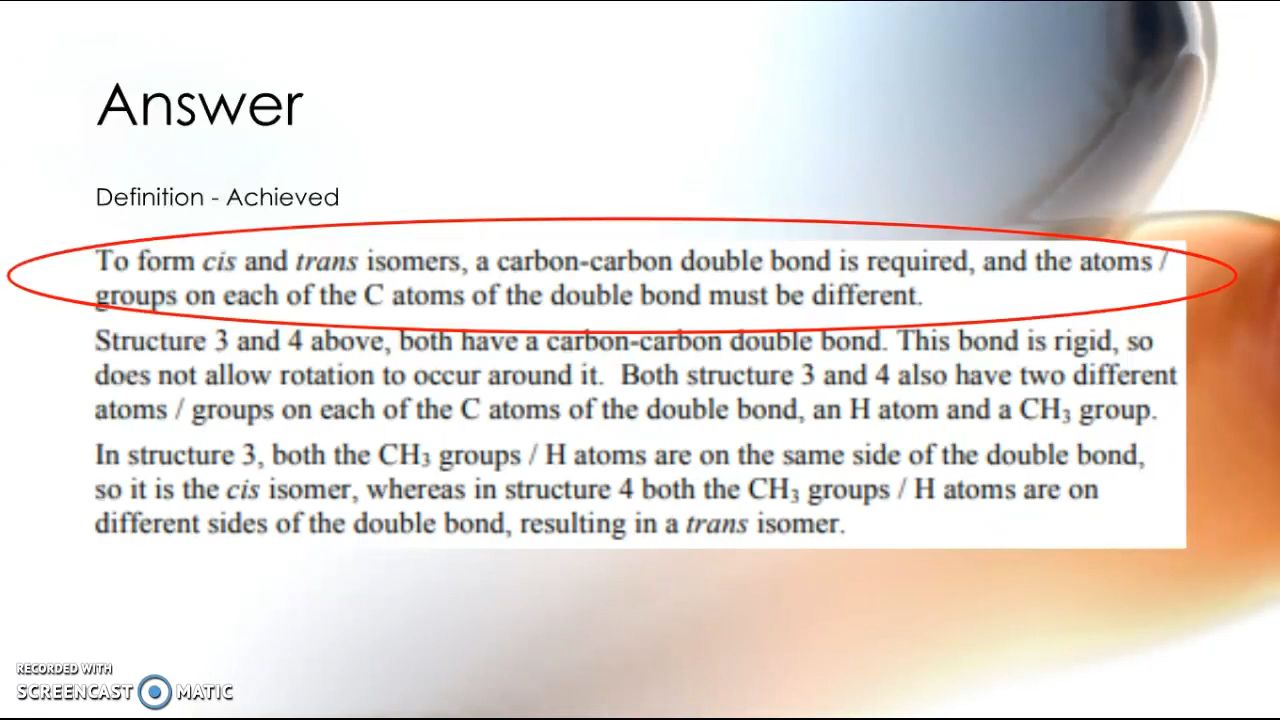 Answer
Definition - Achieved
To form cis and trans isomers, a carbon-carbon double bond is required, and the atoms /
groups on each of the C atoms of the double bond must be different.
Structure 3 and 4 above, both have a carbon-carbon double bond. This bond is rigid, so
does not allow rotation to occur around it. Both structure 3 and 4 also have two different
atoms / groups on each of the C atoms of the double bond, an H atom and a CH₃ group.
In structure 3, both the CH₃ groups / H atoms are on the same side of the double bond,
so it is the cis isomer, whereas in structure 4 both the CH₃ groups / H atoms are on
different sides of the double bond, resulting in a trans isomer.
RECORDED WITH
SCREENCAST MATIC